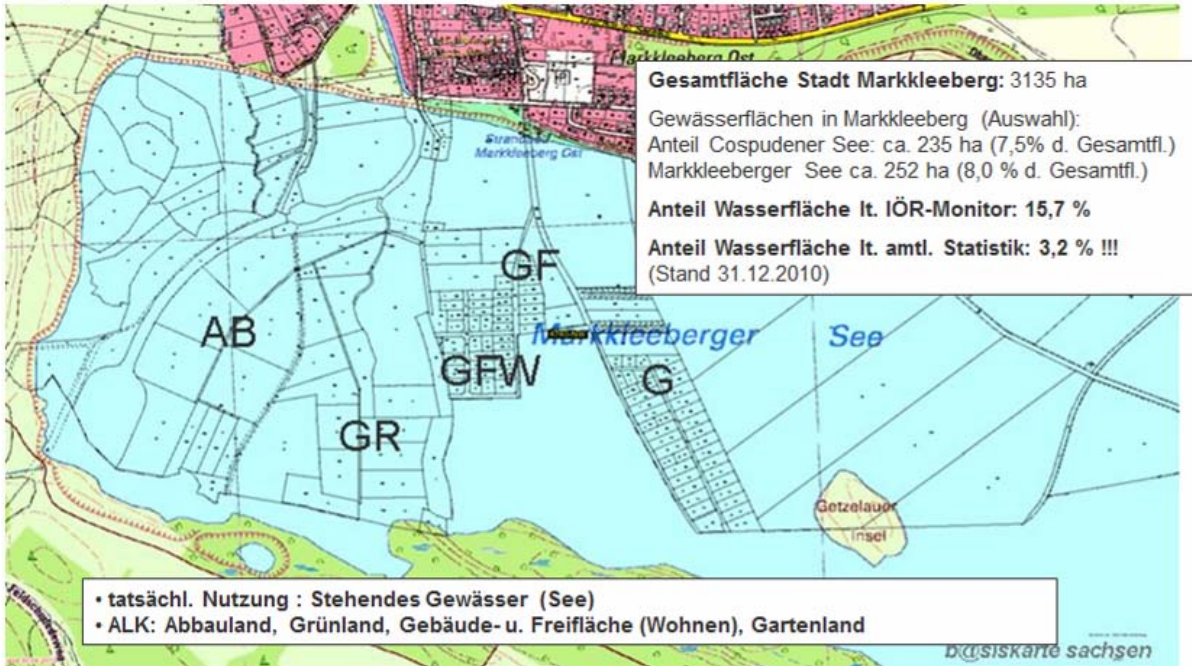 Markkleeberg Ost
Gesamtfläche Stadt Markkleeberg: 3135 ha
Gewässerflächen in Markkleeberg (Auswahl):
Anteil Cospudener See: ca. 235 ha (7,5% d. Gesamtfl.)
Markkleeberger See ca. 252 ha (8,0 % d. Gesamtfl.)
Anteil Wasserfläche lt. IÖR-Monitor: 15,7 %
Anteil Wasserfläche lt. amtl. Statistik: 3,2 % !!!
(Stand 31.12.2010)
Strandbad
Markkleeberg Ost
GF
AB
Markkleeberger See
GFW
G
GR
Getzelauer
Insel
• tatsächl. Nutzung : Stehendes Gewässer (See)
• ALK: Abbauland, Grünland, Gebäude- u. Freifläche (Wohnen), Gartenland
b@siskarte sachsen